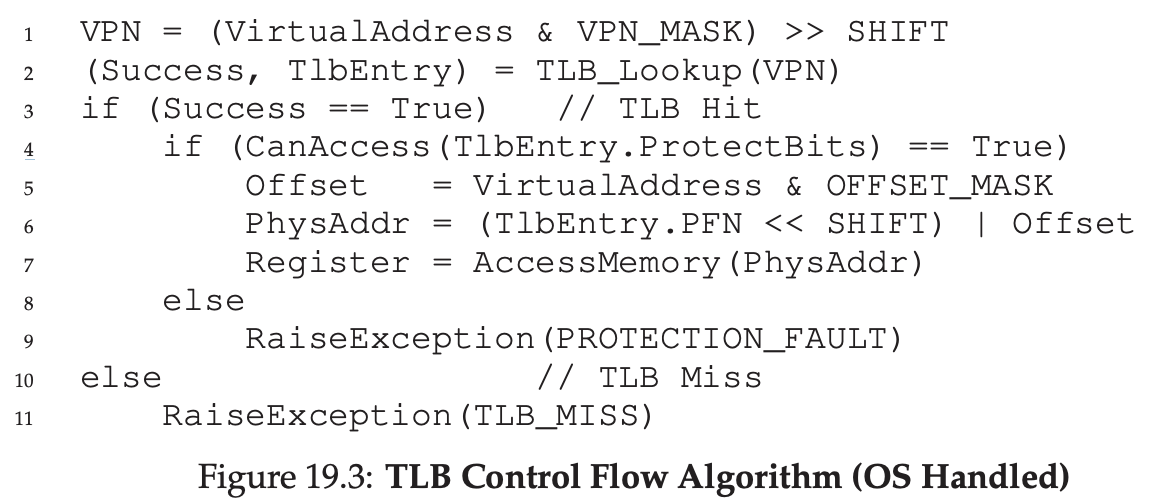 1 VPN = (VirtualAddress & VPN_MASK) >> SHIFT
2 (Success, TlbEntry) = TLB_Lookup(VPN)
3 if (Success == True) // TLB Hit
4 if (CanAccess(TlbEntry.ProtectBits) == True)
5 Offset = VirtualAddress & OFFSET_MASK
6 PhysAddr = (TlbEntry.PFN << SHIFT) | Offset
7 Register = AccessMemory(PhysAddr)
8 else
9 RaiseException(PROTECTION_FAULT)
10 else // TLB Miss
11 RaiseException(TLB_MISS)
Figure 19.3: TLB Control Flow Algorithm (OS Handled)